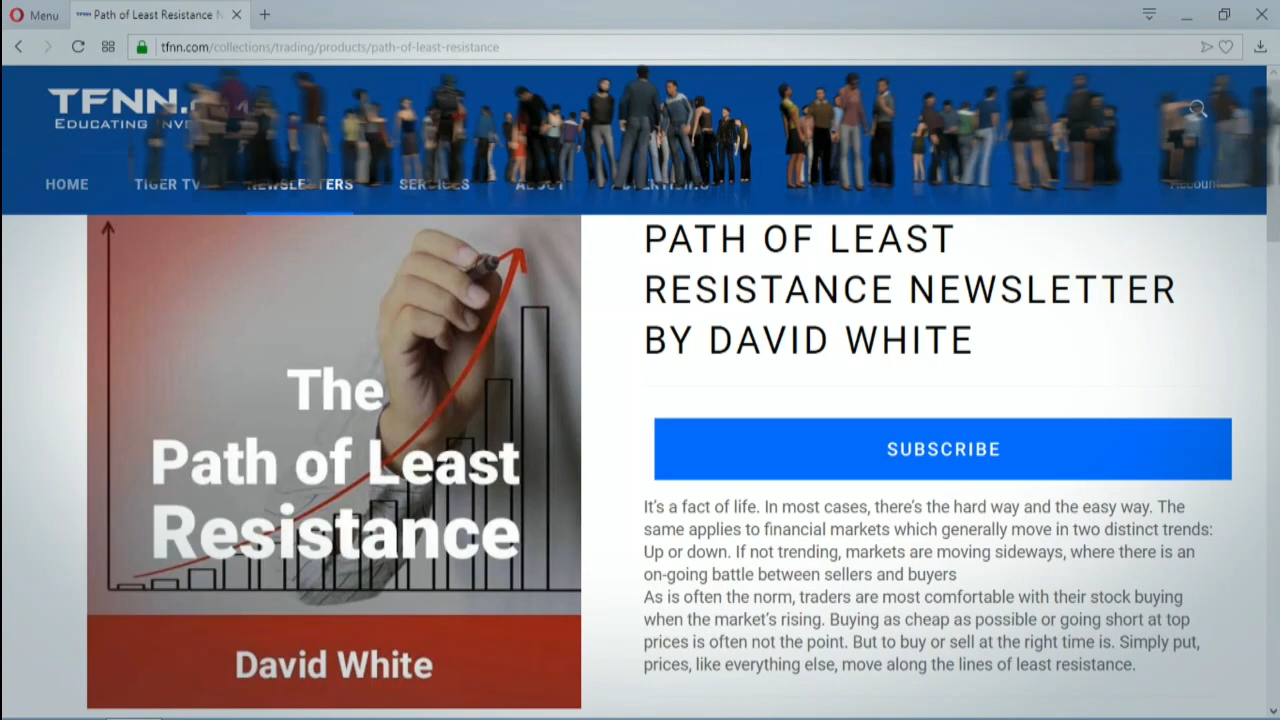 Menu
Path of Least Resistance N
tfnn.com/collections/trading/products/path-of-least-resistance
TFNN.
EDUCATING INVE
HOME TIGER TV NEWSLETTERS SERVICES ABOUT ADVERTISING Account
The
Path of Least
Resistance
David White
PATH OF LEAST
RESISTANCE NEWSLETTER
BY DAVID WHITE
SUBSCRIBE
It's a fact of life. In most cases, there's the hard way and the easy way. The
same applies to financial markets which generally move in two distinct trends:
Up or down. If not trending, markets are moving sideways, where there is an
on-going battle between sellers and buyers
As is often the norm, traders are most comfortable with their stock buying
when the market's rising. Buying as cheap as possible or going short at top
prices is often not the point. But to buy or sell at the right time is. Simply put,
prices, like everything else, move along the lines of least resistance.